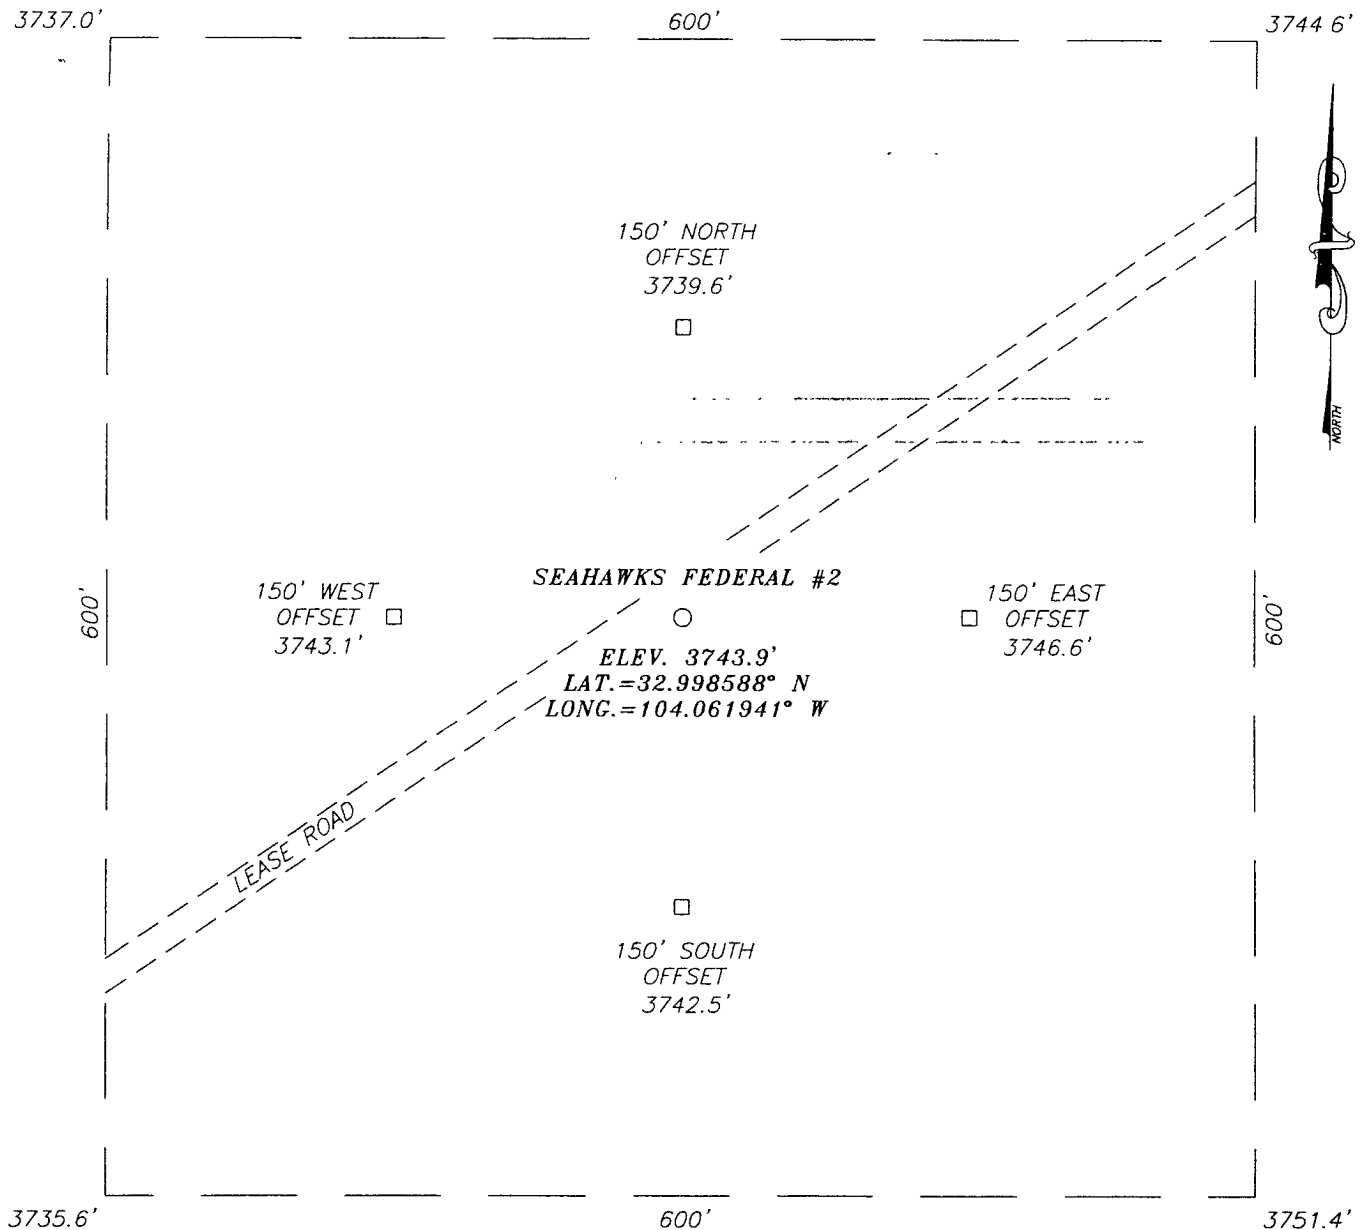 3737.0'
600'
3744 6'
150' NORTH
OFFSET
3739.6'
NORTH
SEAHAWKS FEDERAL #2
150' WEST
OFFSET
3743.1'
150' EAST
OFFSET
3746.6'
600'
600'
ELEV. 3743.9'
LAT.=32.998588° N
LONG.=104.061941° W
LEASE ROAD
150' SOUTH
OFFSET
3742.5'
3735.6'
600'
3751.4'